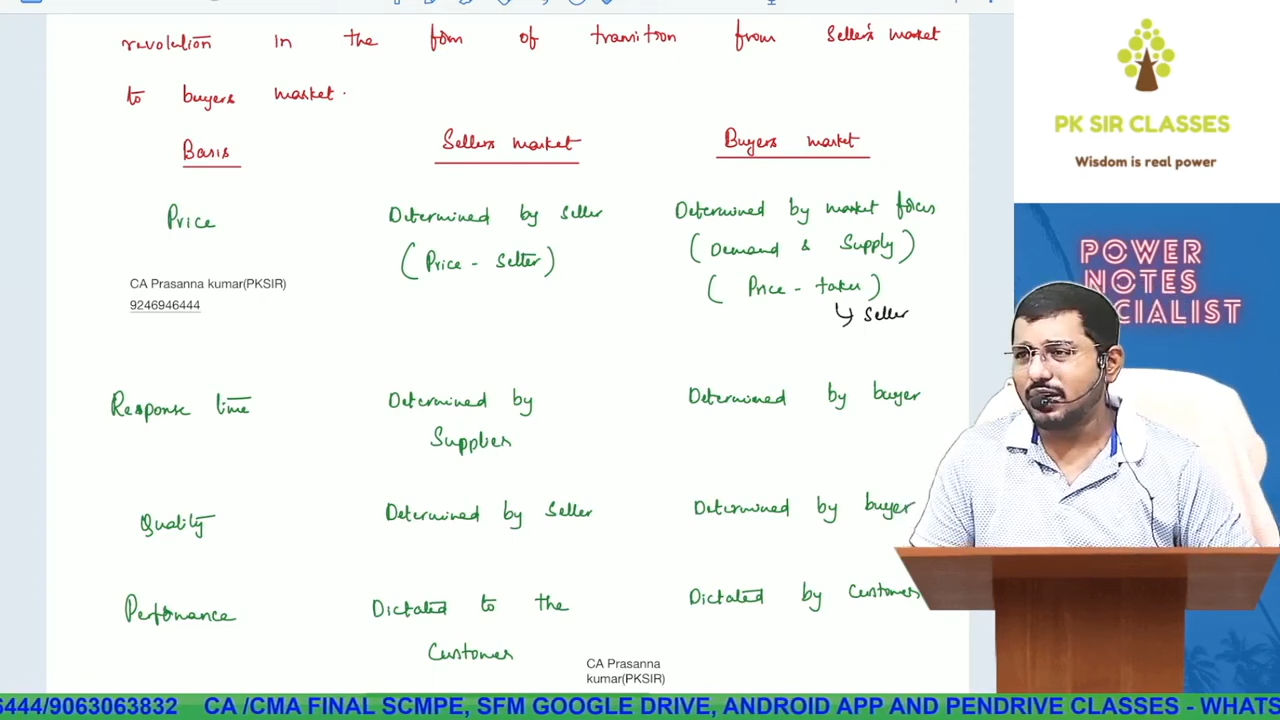 revolution in the form of transition from Sellers market
to buyers market.
Basis Sellers market Buyers market
Price Determined by Seller Determined by market forces
(Price - Setter) (Demand & Supply)
(Price - taker)
↳ Seller
CA Prasanna kumar(PKSIR)
9246946444
Response time Determined by Supplier Determined by buyer
Quality Determined by Seller Determined by buyer
Performance Dictated to the Customer Dictated by Customer
CA Prasanna
kumar(PKSIR)
PK SIR CLASSES
Wisdom is real power
POWER
NOTES
CIALIST
5444/9063063832 CA /CMA FINAL SCMPE, SFM GOOGLE DRIVE, ANDROID APP AND PENDRIVE CLASSES - WHATS